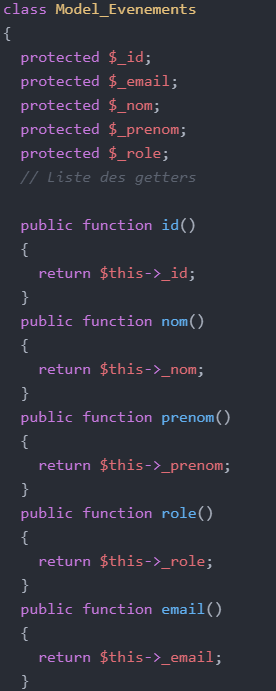 class Model_Evenements
{
  protected $_id;
  protected $_email;
  protected $_nom;
  protected $_prenom;
  protected $_role;
  // Liste des getters

  public function id()
  {
    return $this->_id;
  }
  public function nom()
  {
    return $this->_nom;
  }
  public function prenom()
  {
    return $this->_prenom;
  }
  public function role()
  {
    return $this->_role;
  }
  public function email()
  {
    return $this->_email;
  }